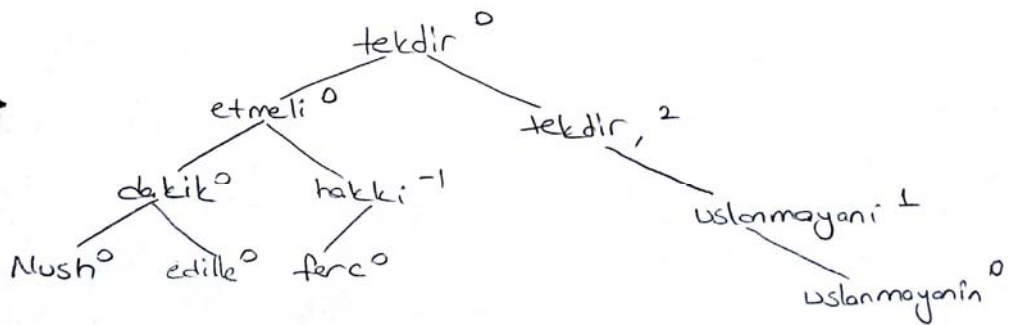 tekdir 0
etmeli 0
tekdir, 2
dakik 0 hakki -1
uslanmayani 1
Nush 0 edille 0 ferc 0
uslanmayanin 0